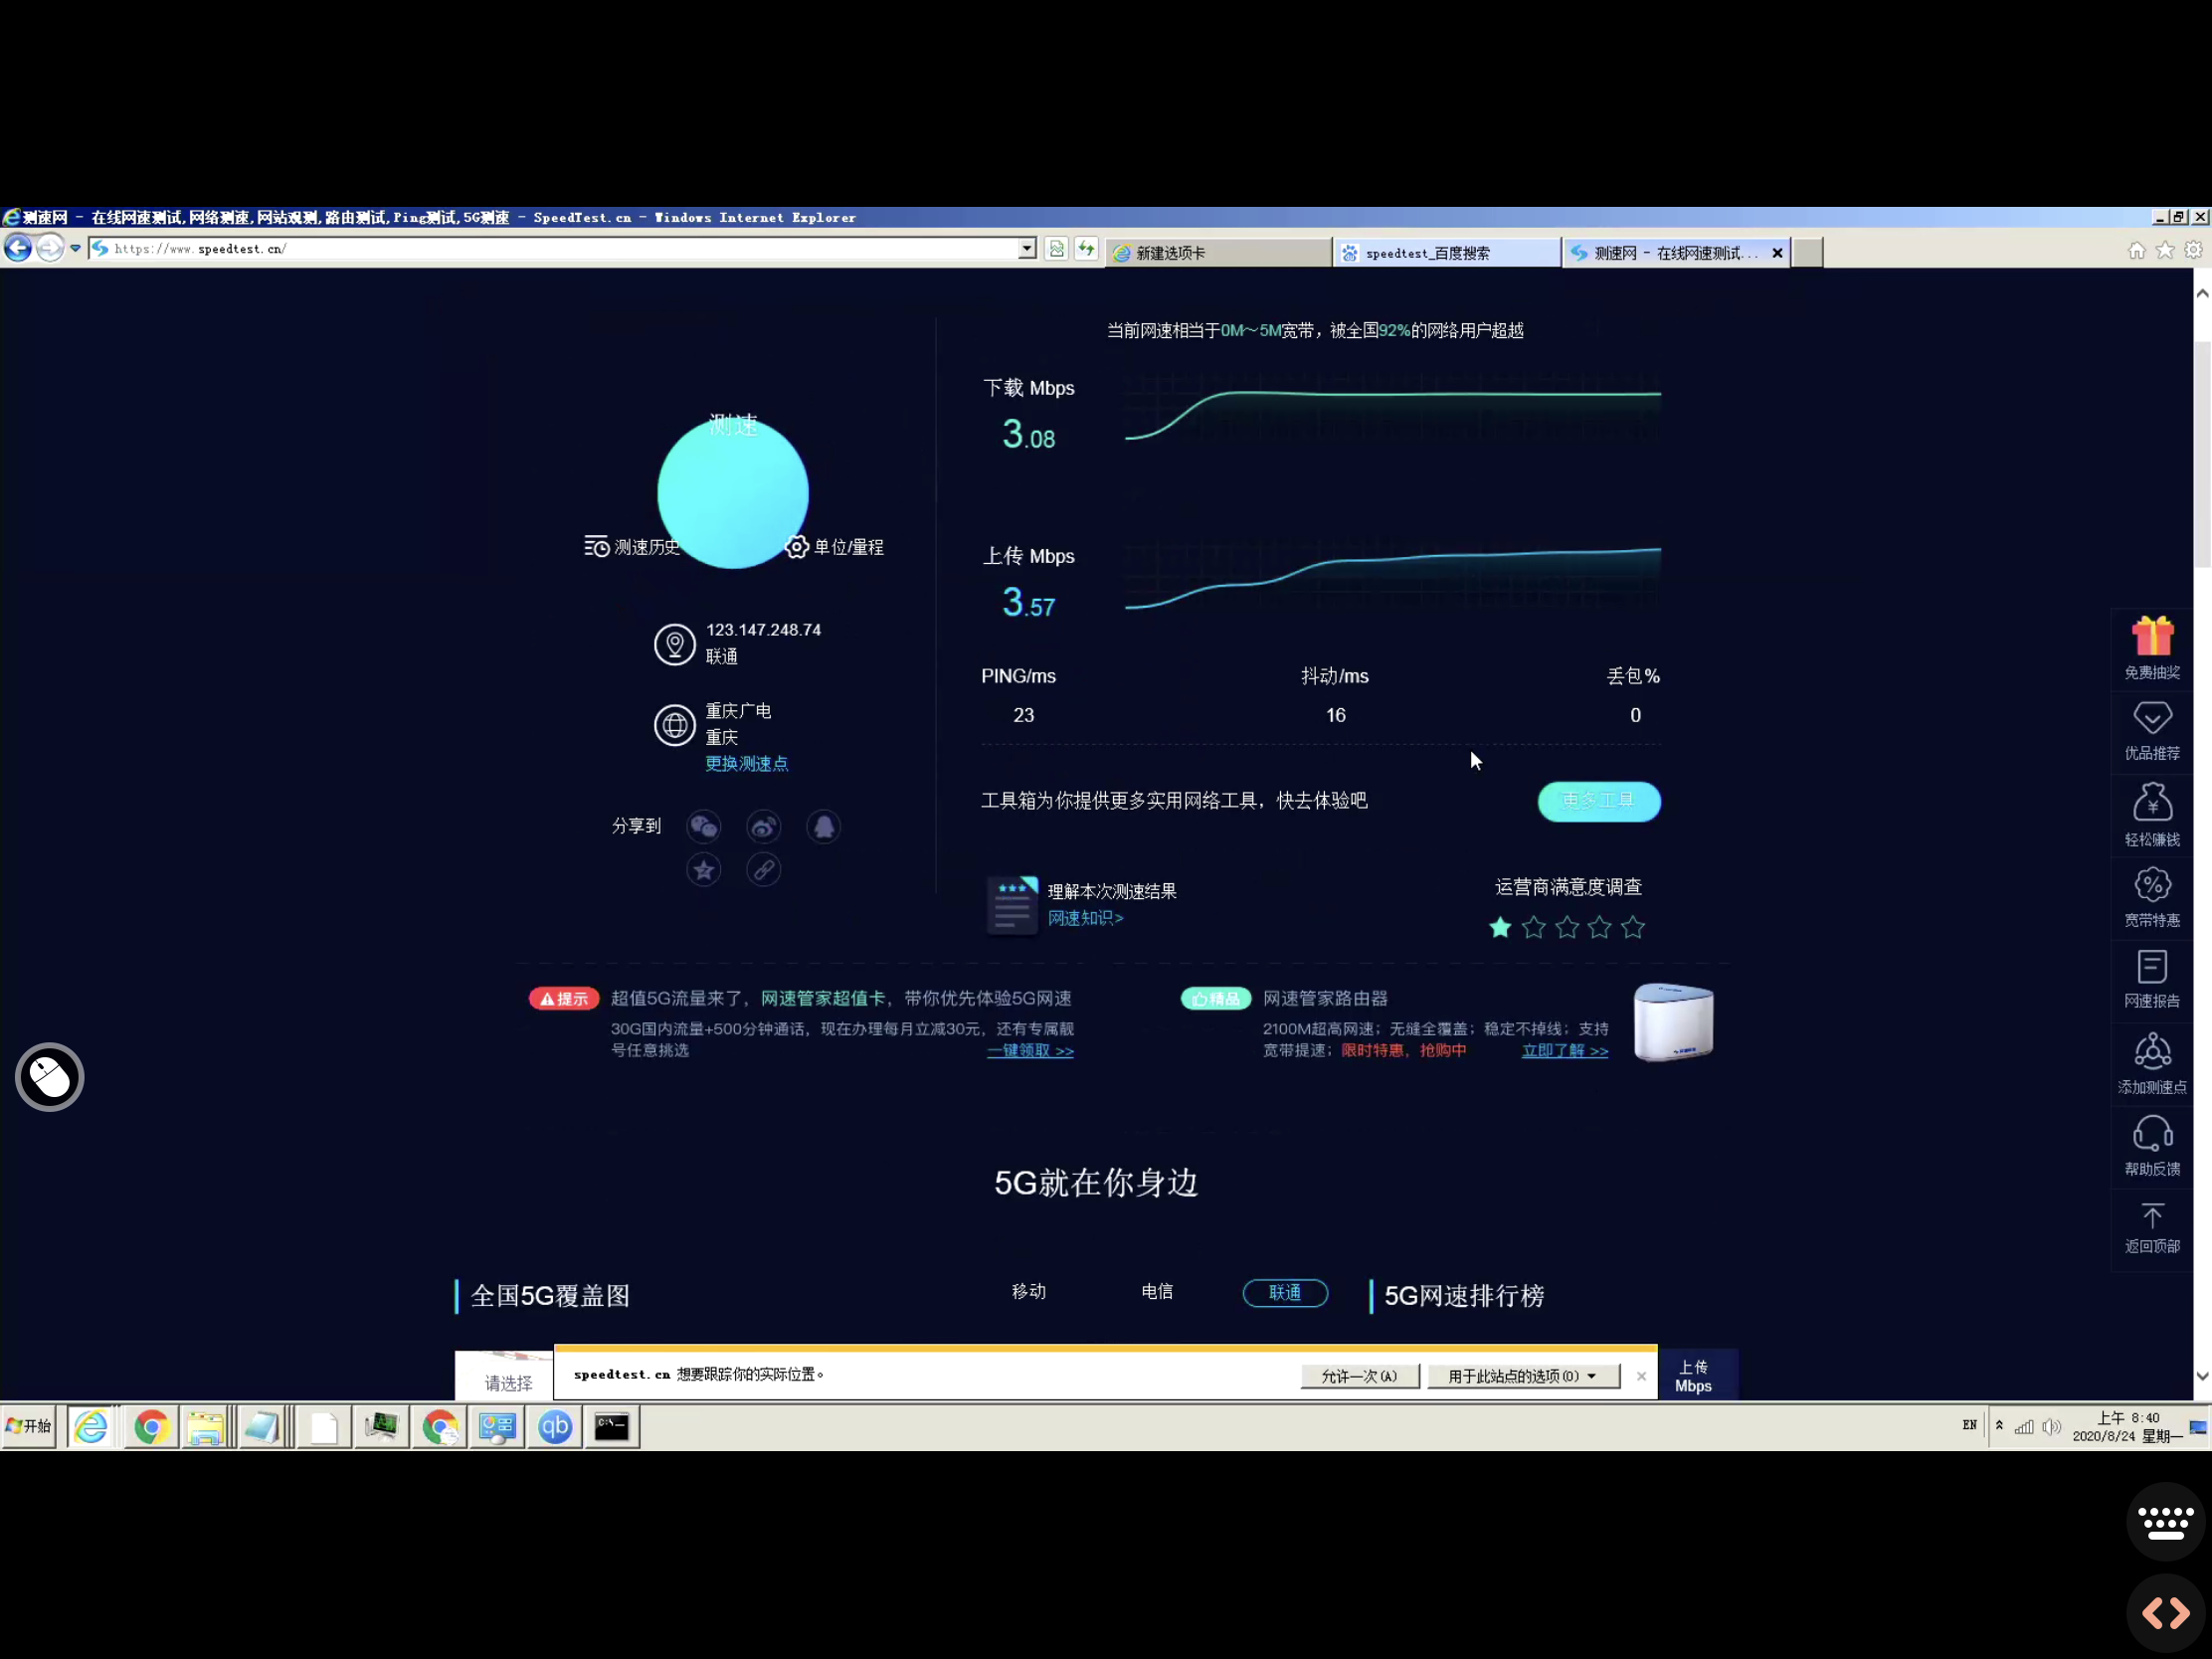 测速网 - 在线网速测试,网络测速,网站观测,路由测试,Ping测试,5G测速 - SpeedTest.cn - Windows Internet Explorer
https://www.speedtest.cn/
新建选项卡
speedtest_百度搜索
测速网 - 在线网速测试...
当前网速相当于0M～5M宽带，被全国92%的网络用户超越
测速
测速历史
单位/量程
123.147.248.74
联通
重庆广电
重庆
更换测速点
分享到
下载 Mbps
3.08
上传 Mbps
3.57
PING/ms
抖动/ms
丢包%
23
16
0
工具箱为你提供更多实用网络工具，快去体验吧
更多工具
理解本次测速结果
网速知识>
运营商满意度调查
提示
超值5G流量来了，网速管家超值卡，带你优先体验5G网速
30G国内流量+500分钟通话，现在办理每月立减30元，还有专属靓
号任意挑选
一键领取 >>
精品
网速管家路由器
2100M超高网速；无缝全覆盖；稳定不掉线；支持
宽带提速；限时特惠，抢购中
立即了解 >>
免费抽奖
优品推荐
轻松赚钱
宽带特惠
网速报告
添加测速点
帮助反馈
返回顶部
5G就在你身边
全国5G覆盖图
移动
电信
联通
5G网速排行榜
请选择
speedtest.cn 想要跟踪你的实际位置。
允许一次(A)
用于此站点的选项(O)
上传
Mbps
开始
qb
C:\_
EN
上午 8:40
2020/8/24 星期一